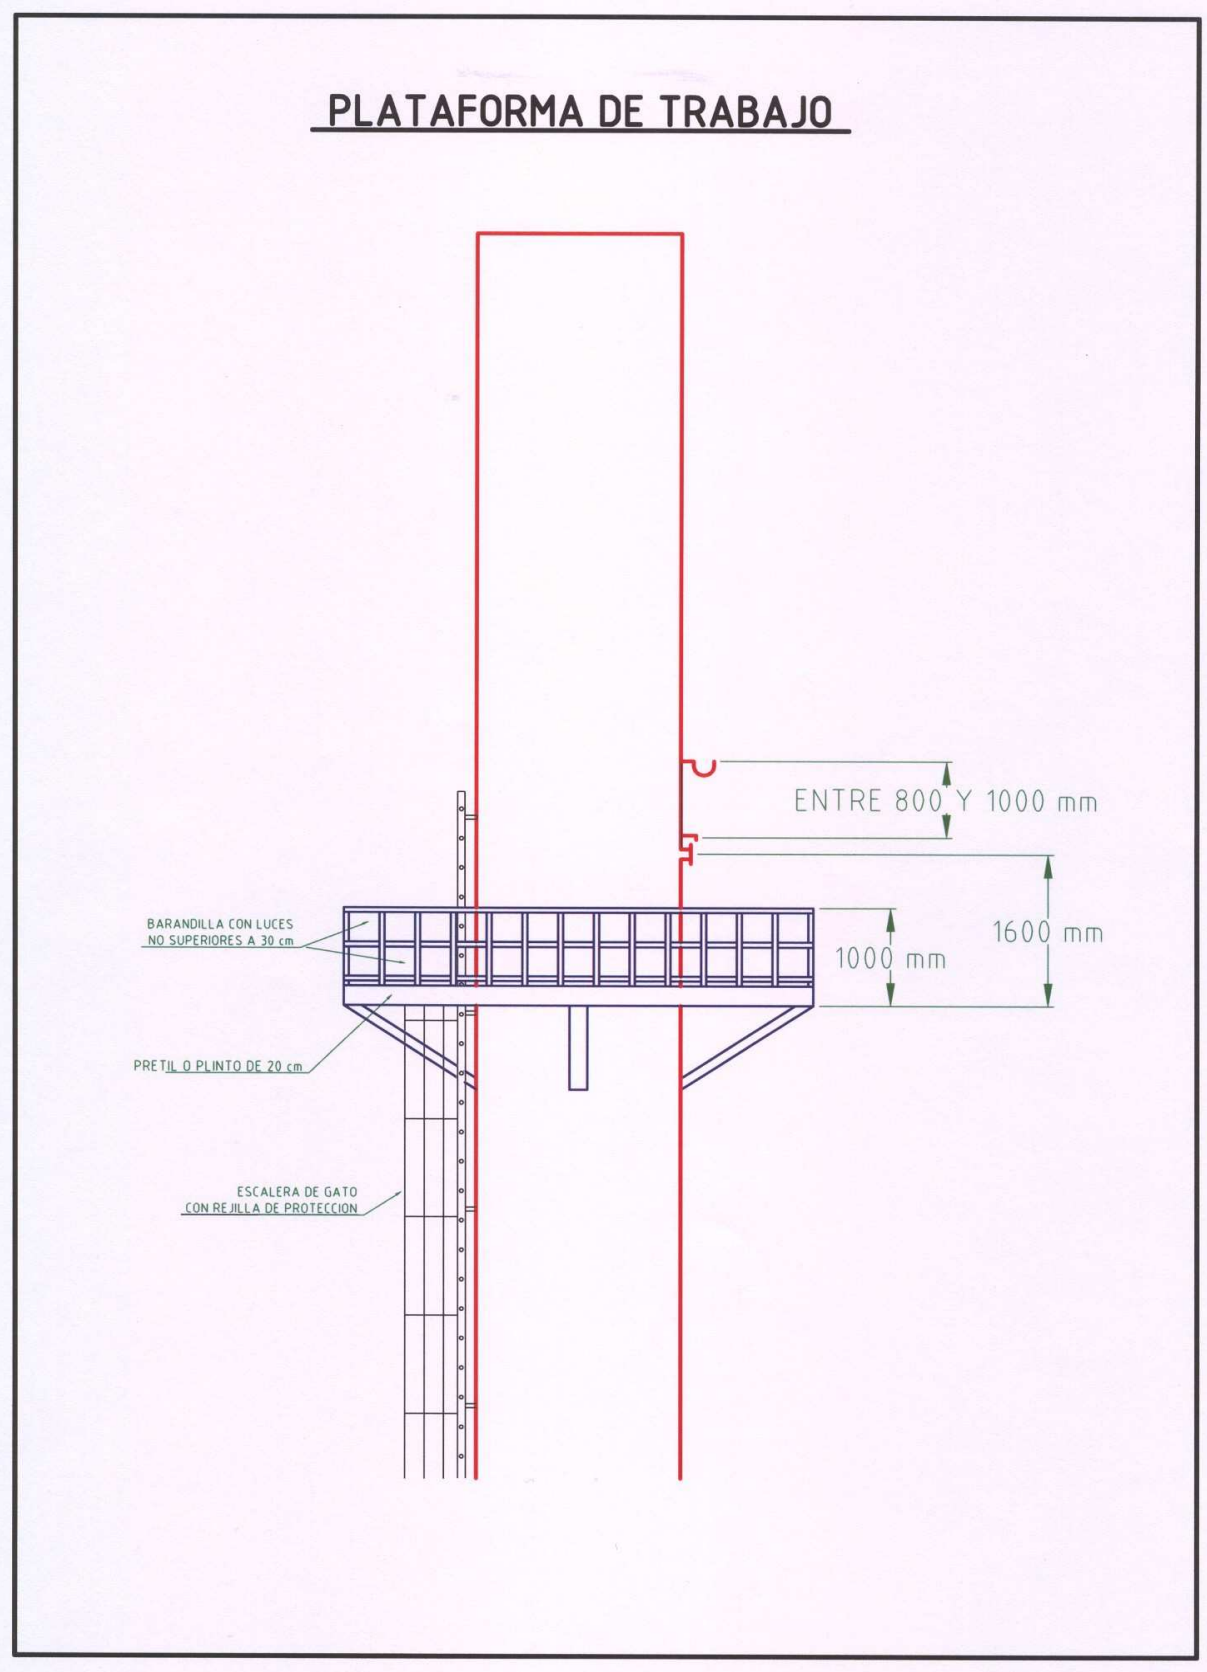 PLATAFORMA DE TRABAJO
ENTRE 800 Y 1000 mm
BARANDILLA CON LUCES
NO SUPERIORES A 30 cm
1600 mm
1000 mm
PRETIL O PLINTO DE 20 cm
ESCALERA DE GATO
CON REJILLA DE PROTECCION